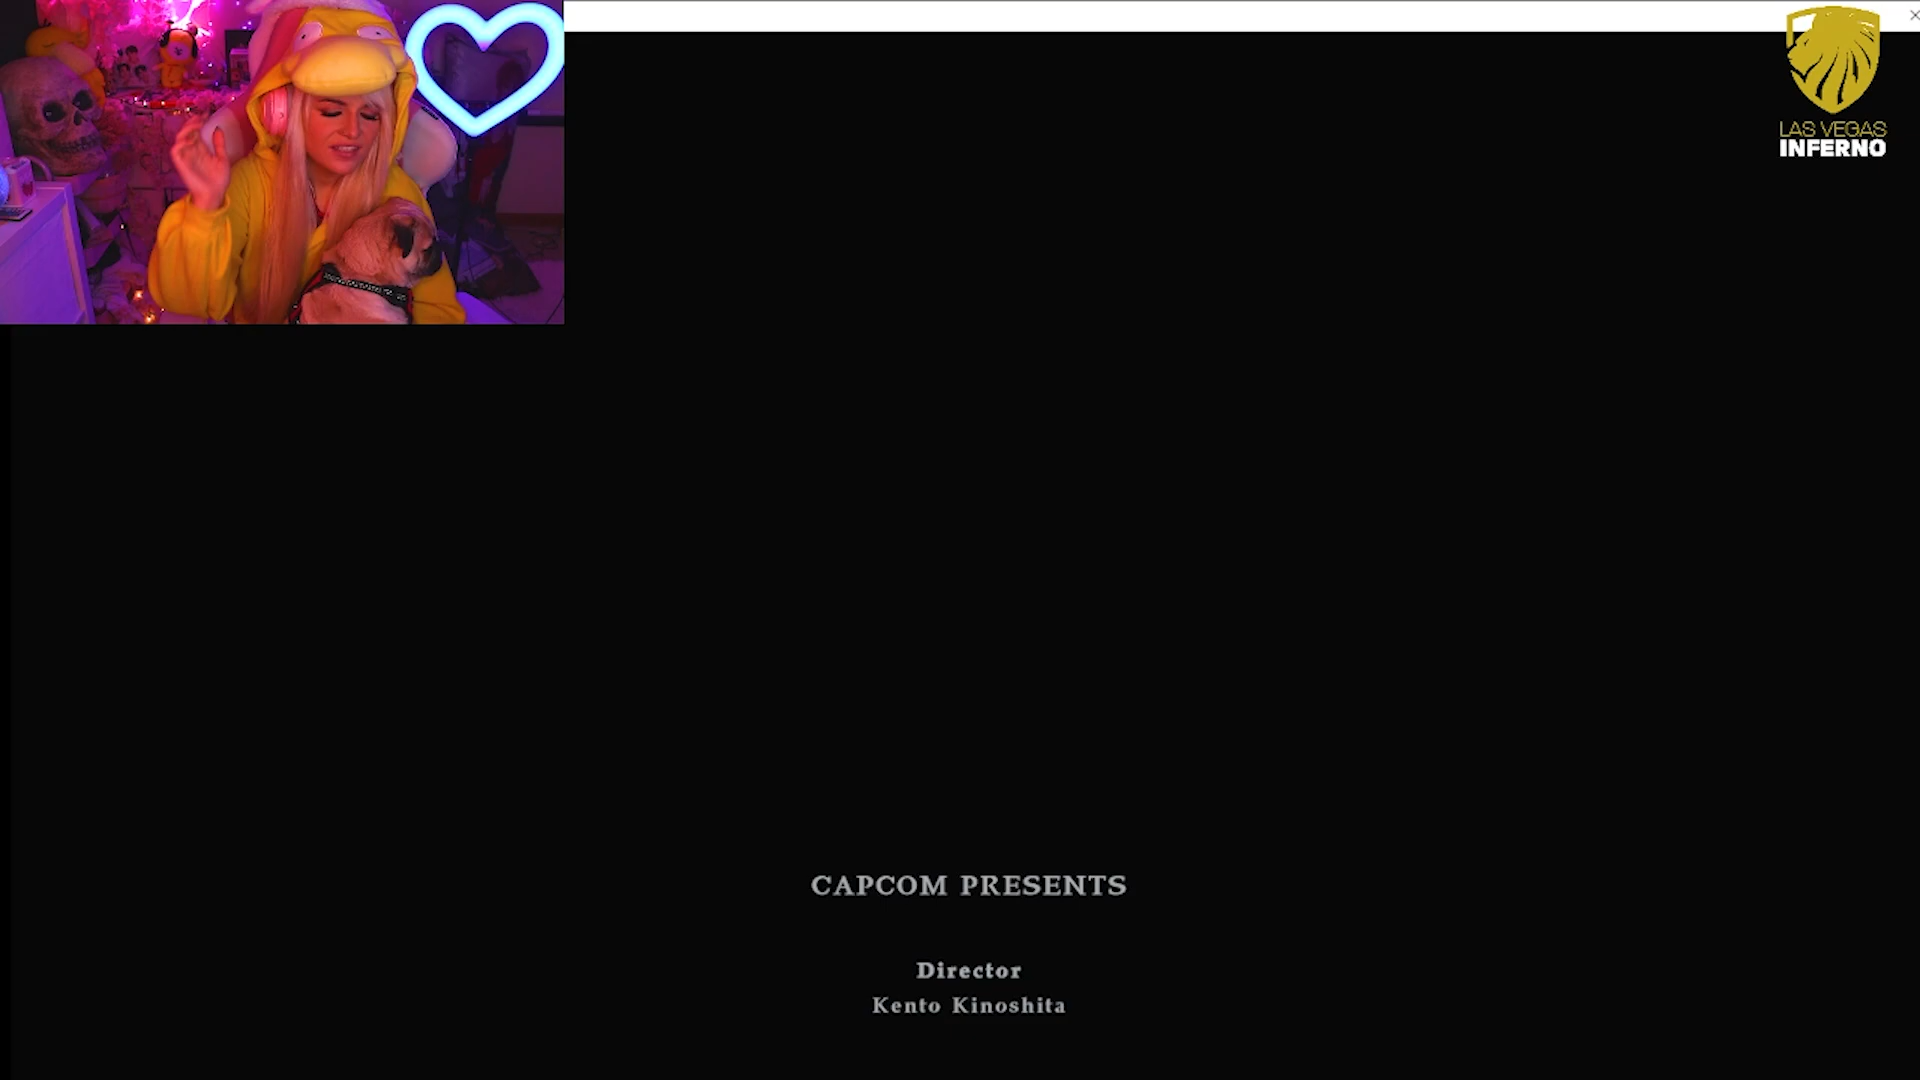 LAS VEGAS
INFERNO
CAPCOM PRESENTS
Director
Kento Kinoshita